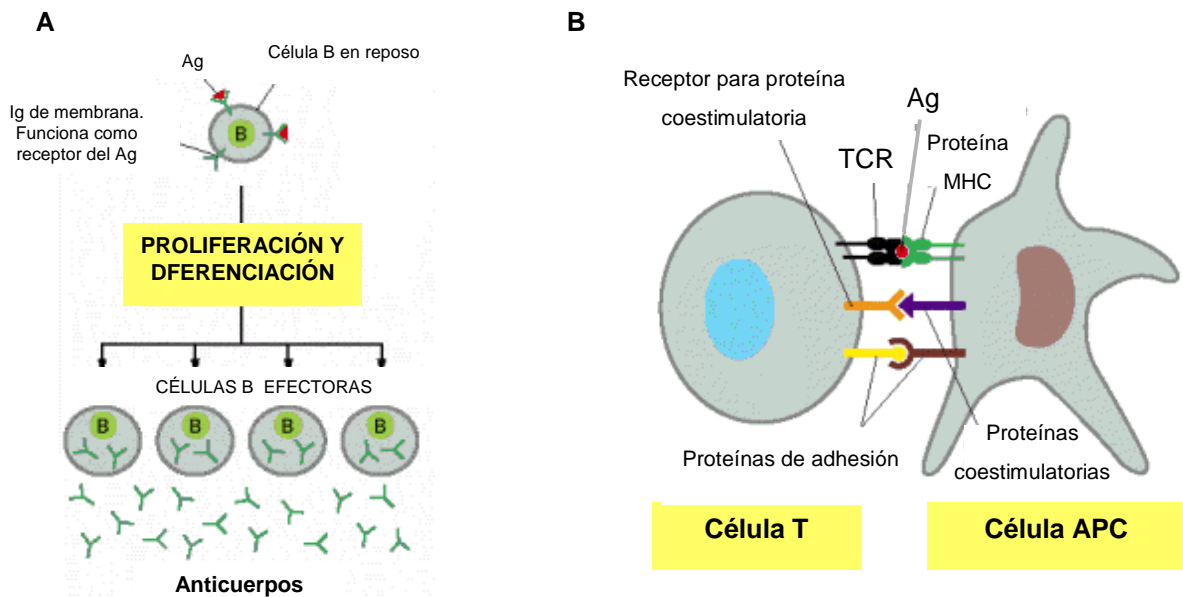 A
Ag
Célula B en reposo
Ig de membrana.
Funciona como
receptor del Ag
B
PROLIFERACIÓN Y
DFERENCIACIÓN
CÉLULAS B EFECTORAS
B
B
B
B
Anticuerpos
B
Receptor para proteína
coestimulatoria
Ag
Proteína
MHC
TCR
Proteínas de adhesión
Proteínas
coestimulatorias
Célula T
Célula APC